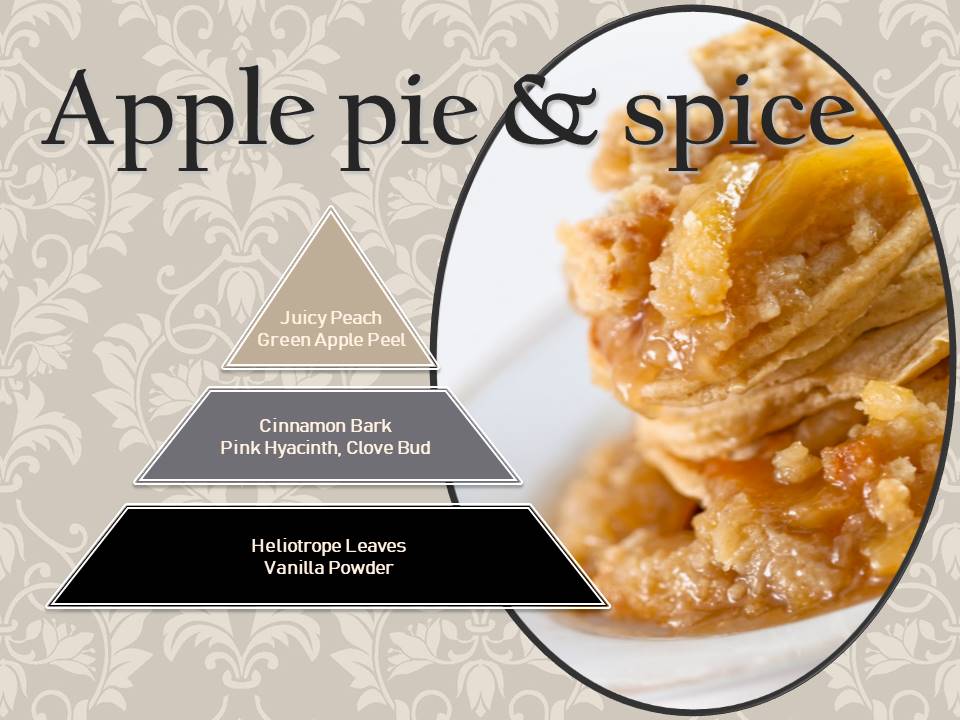 Apple pie & spice
Juicy Peach
Green Apple Peel
Cinnamon Bark
Pink Hyacinth, Clove Bud
Heliotrope Leaves
Vanilla Powder